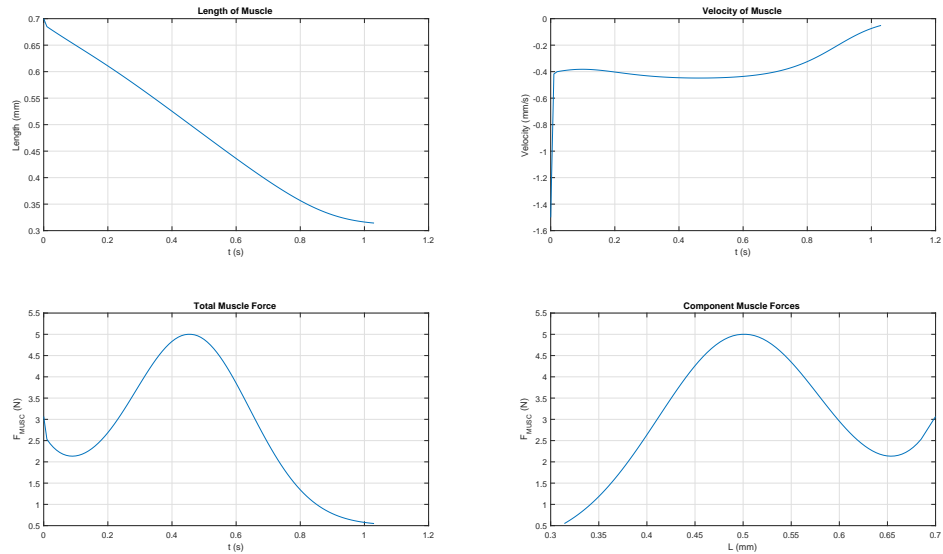 Length of Muscle
0.7
0.65
0.6
0.55
0.5
0.45
0.4
0.35
0.3
Length (mm)
0 0.2 0.4 0.6 0.8 1 1.2
t (s)
Velocity of Muscle
0
-0.2
-0.4
-0.6
-0.8
-1
-1.2
-1.4
-1.6
Velocity (mm/s)
0 0.2 0.4 0.6 0.8 1 1.2
t (s)
Total Muscle Force
5.5
5
4.5
4
3.5
3
2.5
2
1.5
1
0.5
F_MUSC (N)
0 0.2 0.4 0.6 0.8 1 1.2
t (s)
Component Muscle Forces
5.5
5
4.5
4
3.5
3
2.5
2
1.5
1
0.5
F_MUSC (N)
0.3 0.35 0.4 0.45 0.5 0.55 0.6 0.65 0.7
L (mm)